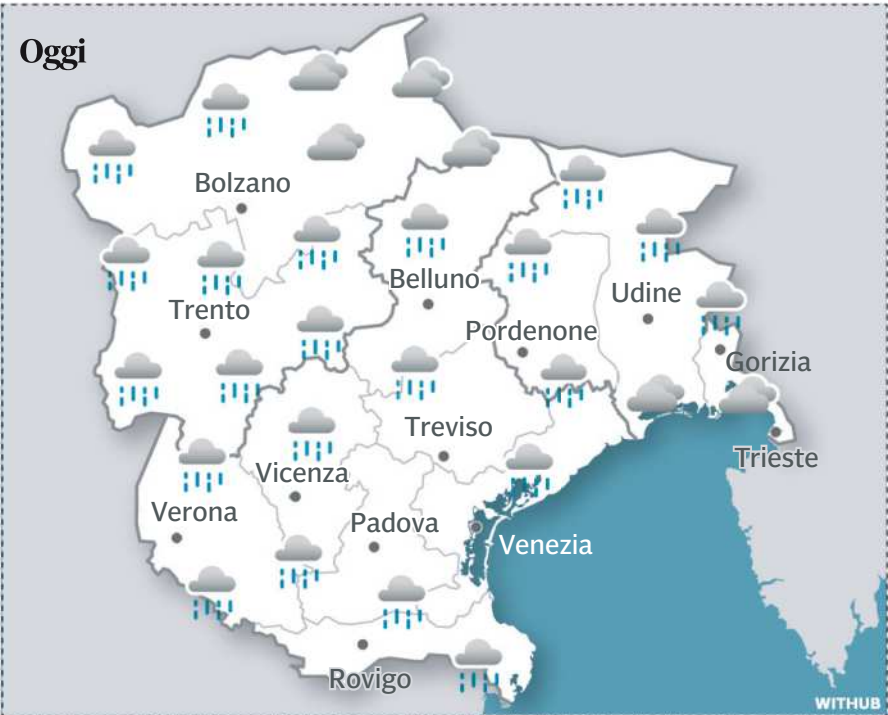 Oggi
Bolzano
Belluno
Udine
Trento
Pordenone
Gorizia
Treviso
Trieste
Vicenza
Verona
Padova
Venezia
Rovigo
WITHUB